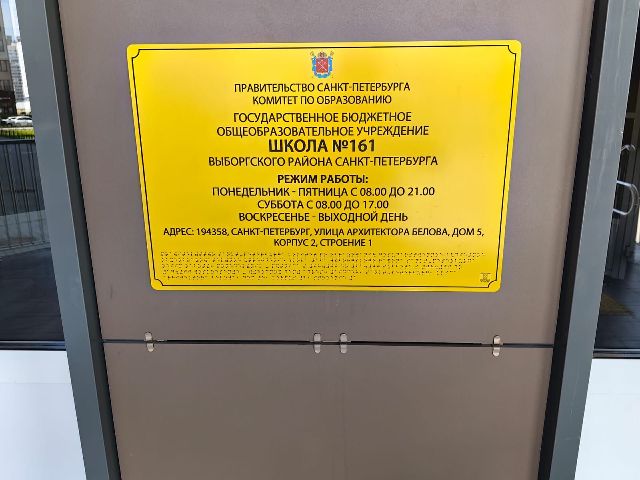 ПРАВИТЕЛЬСТВО САНКТ-ПЕТЕРБУРГА
КОМИТЕТ ПО ОБРАЗОВАНИЮ
ГОСУДАРСТВЕННОЕ БЮДЖЕТНОЕ
ОБЩЕОБРАЗОВАТЕЛЬНОЕ УЧРЕЖДЕНИЕ
ШКОЛА №161
ВЫБОРГСКОГО РАЙОНА САНКТ-ПЕТЕРБУРГА
РЕЖИМ РАБОТЫ:
ПОНЕДЕЛЬНИК - ПЯТНИЦА С 08.00 ДО 21.00
СУББОТА С 08.00 ДО 17.00
ВОСКРЕСЕНЬЕ - ВЫХОДНОЙ ДЕНЬ
АДРЕС: 194358, САНКТ-ПЕТЕРБУРГ, УЛИЦА АРХИТЕКТОРА БЕЛОВА, ДОМ 5,
КОРПУС 2, СТРОЕНИЕ 1